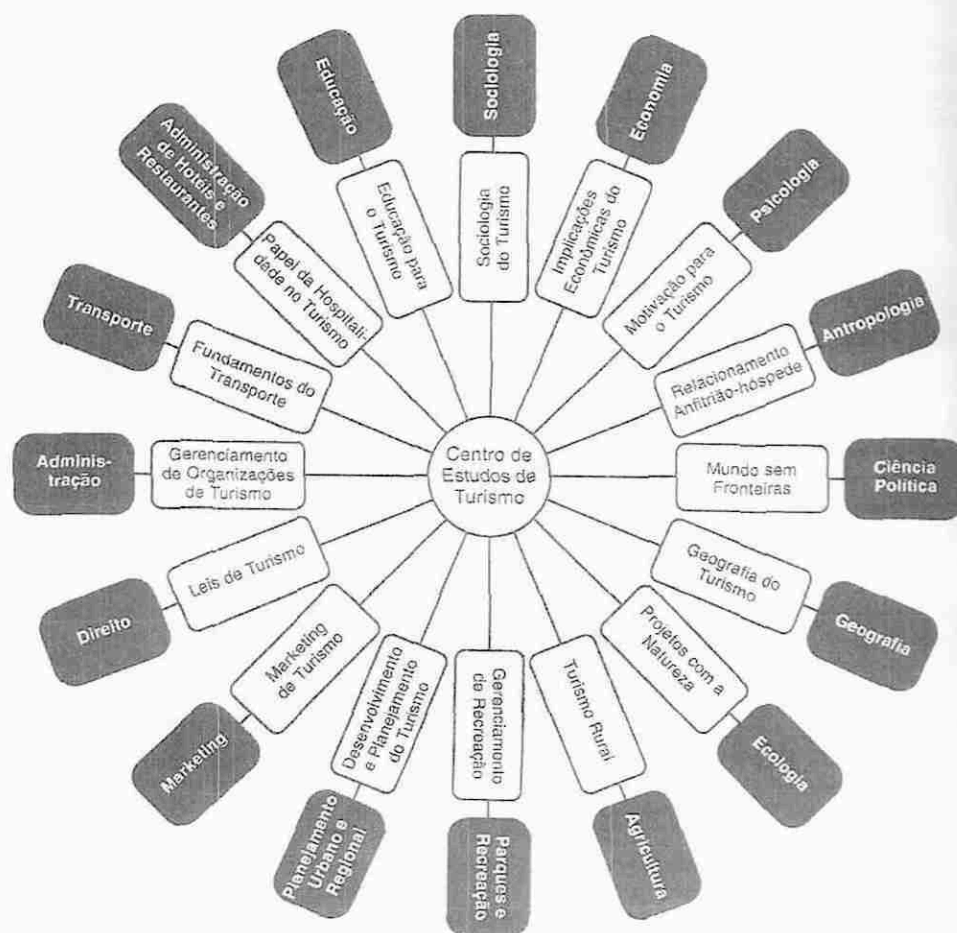 Sociologia
Sociologia
do Turismo
Economia
Implicações
Econômicas do
Turismo
Psicologia
Motivação para
o Turismo
Antropologia
Relacionamento
Anfitrião-hóspede
Ciência
Política
Mundo sem
Fronteiras
Geografia
Geografia do
Turismo
Ecologia
Projetos com a
Natureza
Agricultura
Turismo Rural
Parques e
Recreação
Gerenciamento
de Recreação
Planejamento
Urbano e
Regional
Desenvolvimento
e Planejamento
do Turismo
Marketing
Marketing
de Turismo
Direito
Leis de Turismo
Adminis-
tração
Gerenciamento
de Organizações
de Turismo
Transporte
Fundamentos do
Transporte
Administração
de Hotéis e
Restaurantes
Papel da Hospitali-
dade no Turismo
Educação
Educação para
o Turismo
Centro de
Estudos de
Turismo